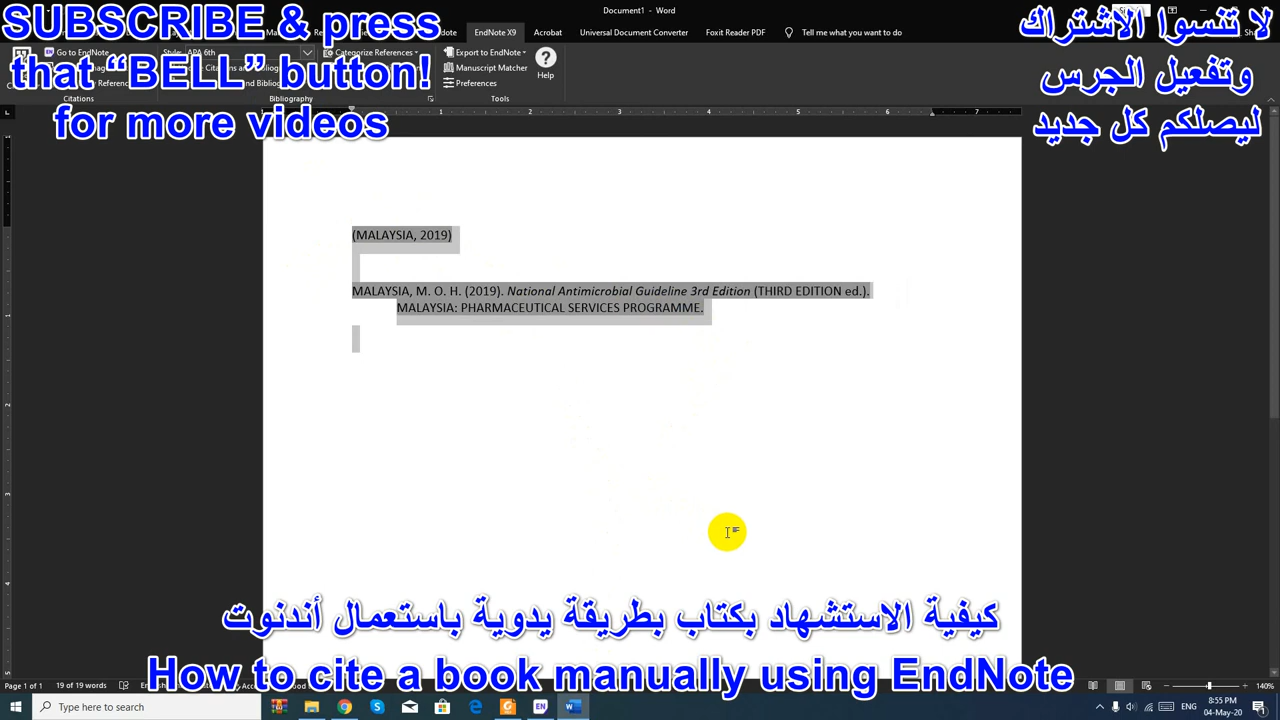 Document1 - Word
SUBSCRIBE & press
that “BELL” button!
for more videos
لا تنسوا الاشتراك
وتفعيل الجرس
ليصلكم كل جديد
EndNote X9
Acrobat
Universal Document Converter
Foxit Reader PDF
Tell me what you want to do
Go to EndNote
Style: APA 6th
Categorize References
Export to EndNote
Manuscript Matcher
Preferences
Help
Citations
Bibliography
Tools
(MALAYSIA, 2019)
MALAYSIA, M. O. H. (2019). National Antimicrobial Guideline 3rd Edition (THIRD EDITION ed.).
MALAYSIA: PHARMACEUTICAL SERVICES PROGRAMME.
كيفية الاستشهاد بكتاب بطريقة يدوية باستعمال أندنوت
How to cite a book manually using EndNote
Page 1 of 1
19 of 19 words
140%
Type here to search
8:55 PM
04-May-20